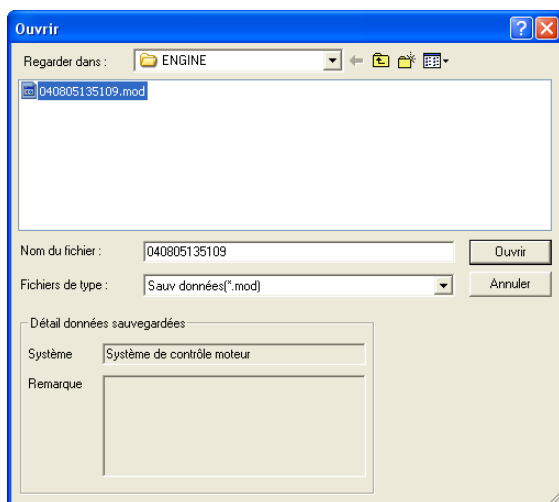 Ouvrir
Regarder dans : ENGINE
040805135109.mod
Nom du fichier : 040805135109 Ouvrir
Fichiers de type : Sauv données(*.mod) Annuler
Détail données sauvegardées
Système Système de contrôle moteur
Remarque